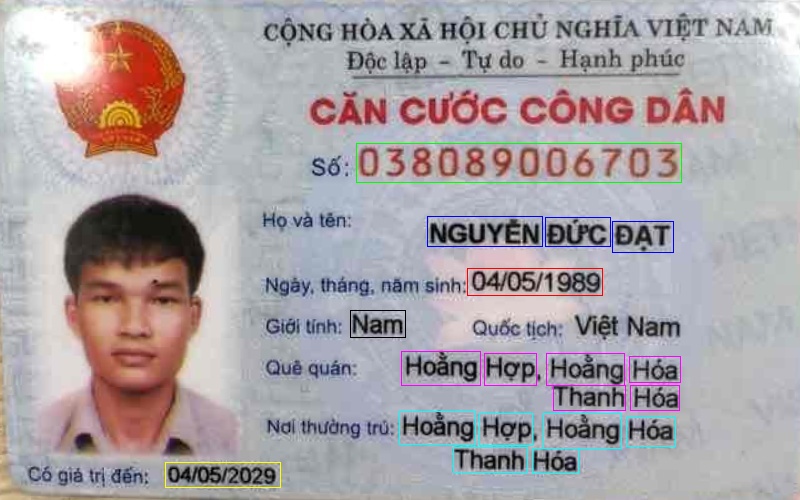 CỘNG HÒA XÃ HỘI CHỦ NGHĨA VIỆT NAM
Độc lập - Tự do - Hạnh phúc
CĂN CƯỚC CÔNG DÂN
Số: 038089006703
Họ và tên: NGUYỄN ĐỨC ĐẠT
Ngày, tháng, năm sinh: 04/05/1989
Giới tính: Nam Quốc tịch: Việt Nam
Quê quán: Hoằng Hợp, Hoằng Hóa
Thanh Hóa
Nơi thường trú: Hoằng Hợp, Hoằng Hóa
Thanh Hóa
Có giá trị đến: 04/05/2029